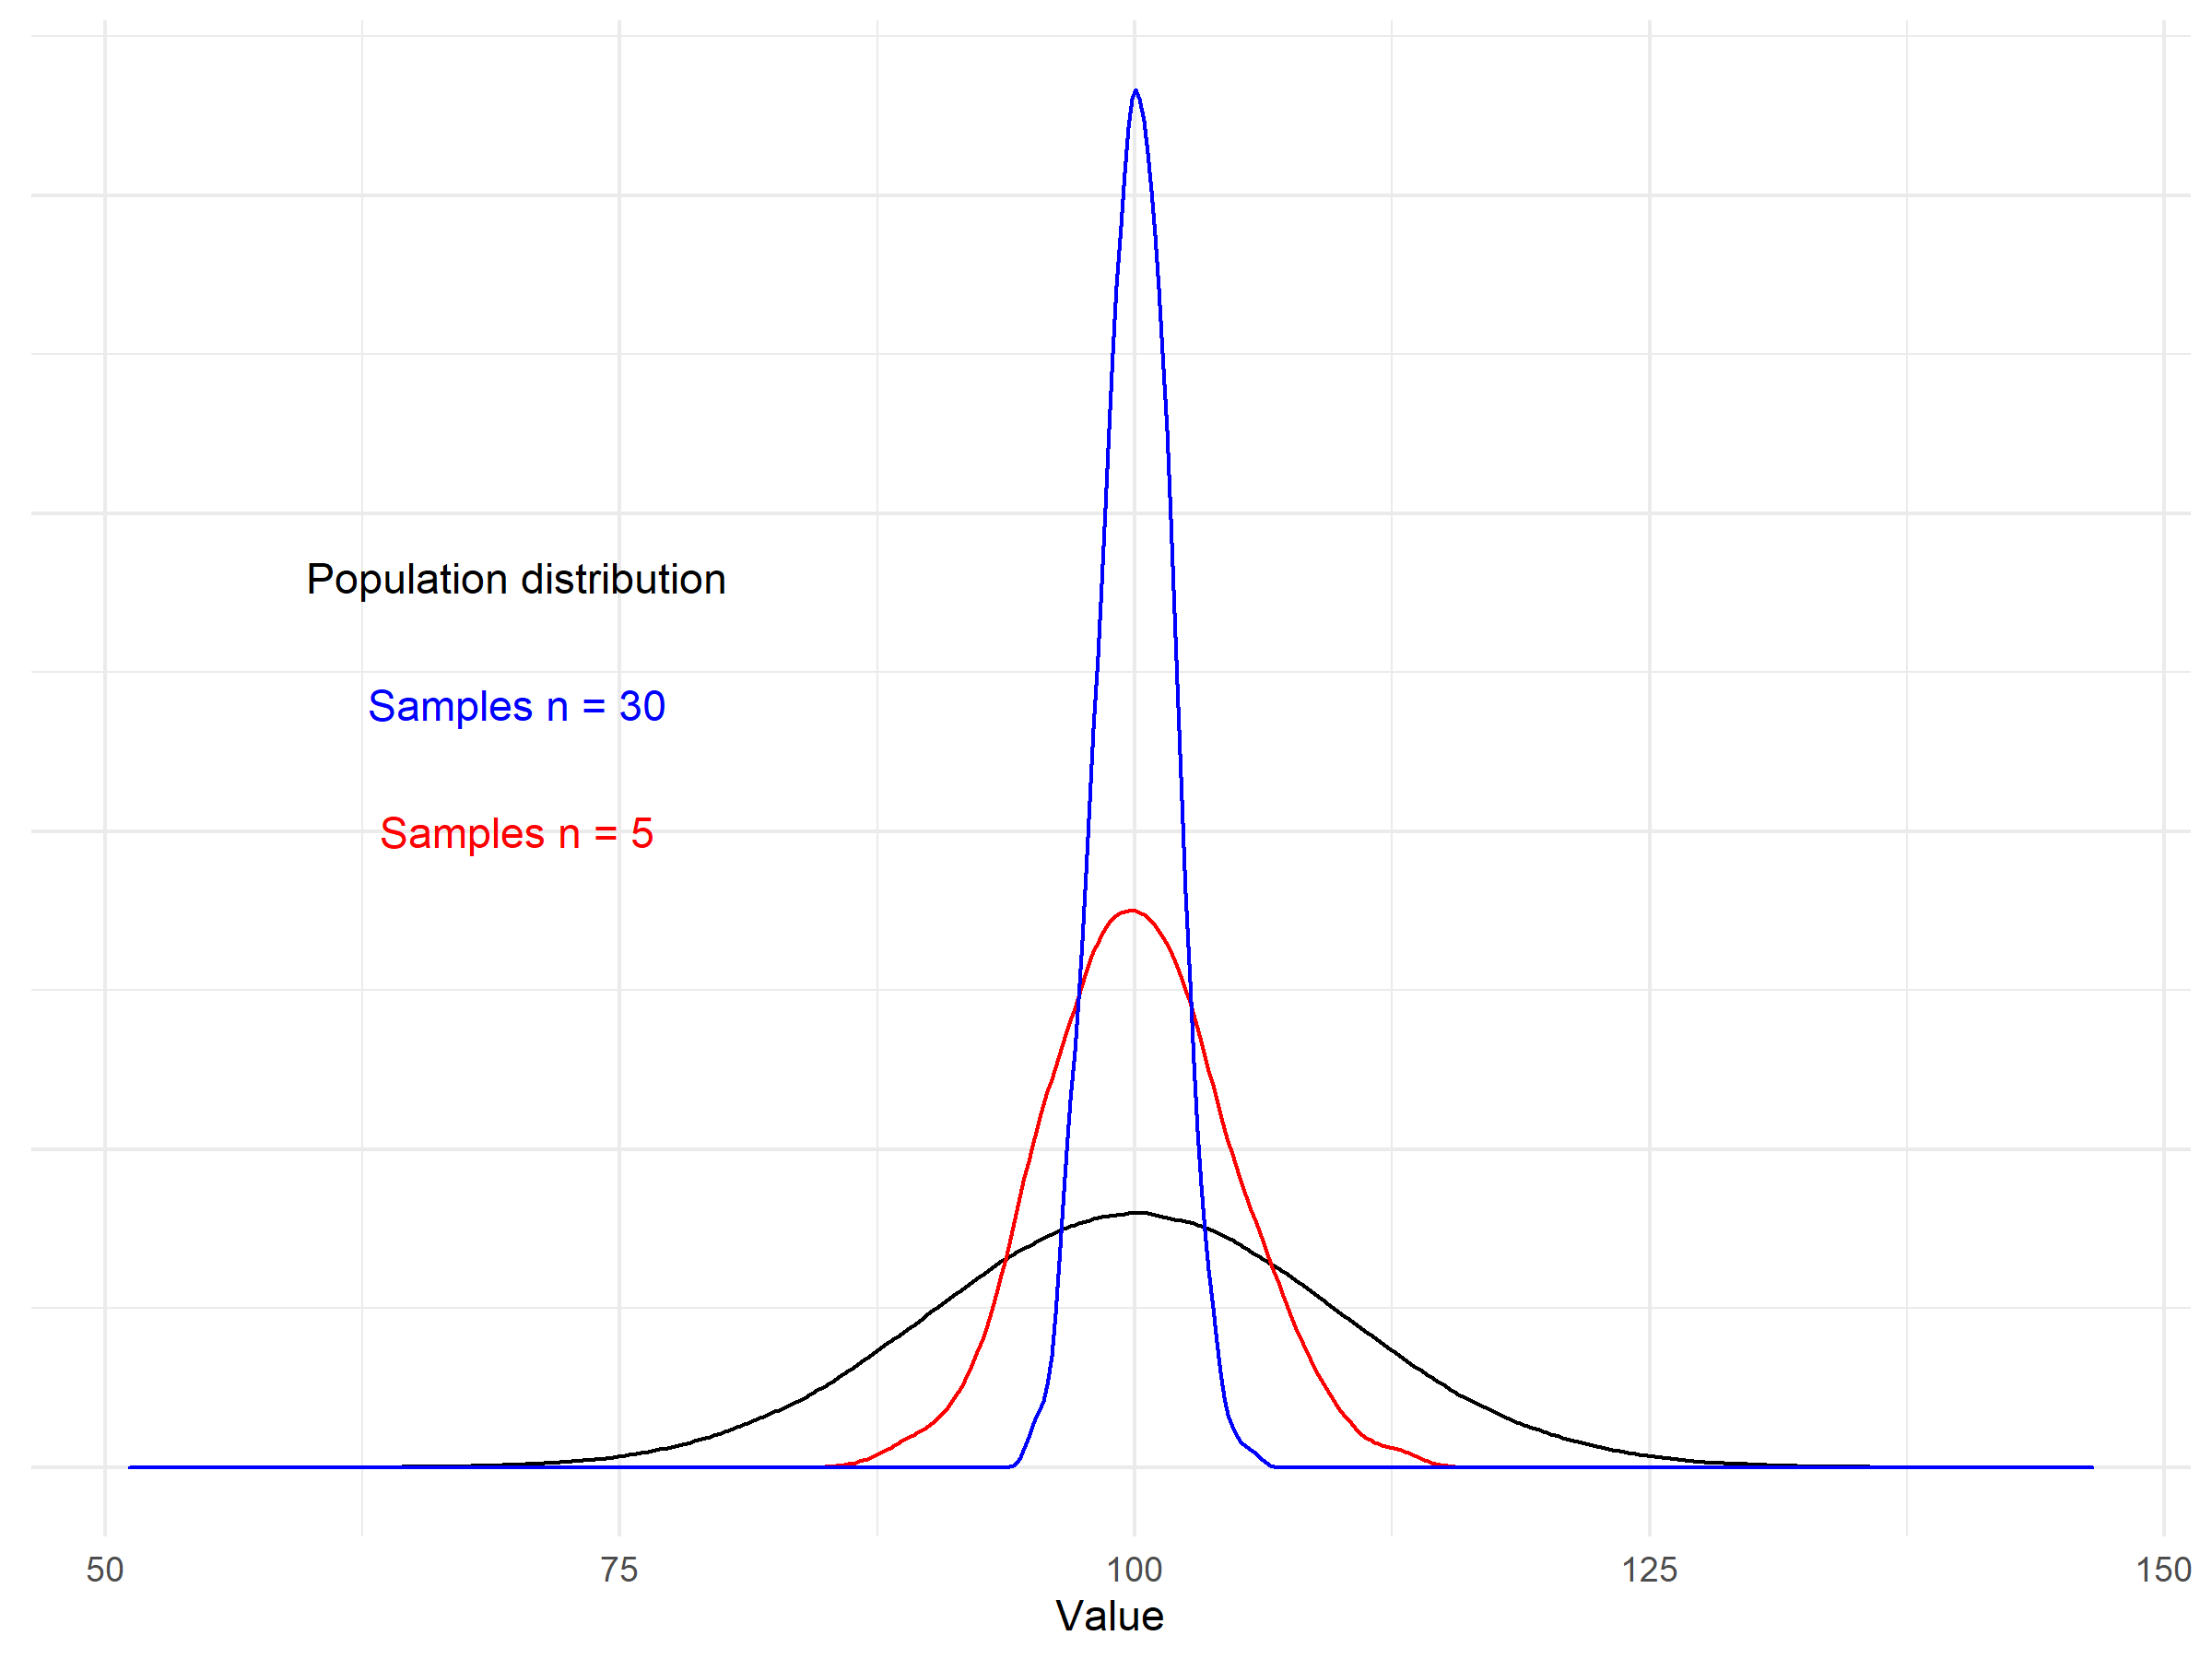 Population distribution
Samples n = 30
Samples n = 5
50 75 100 125 150
Value